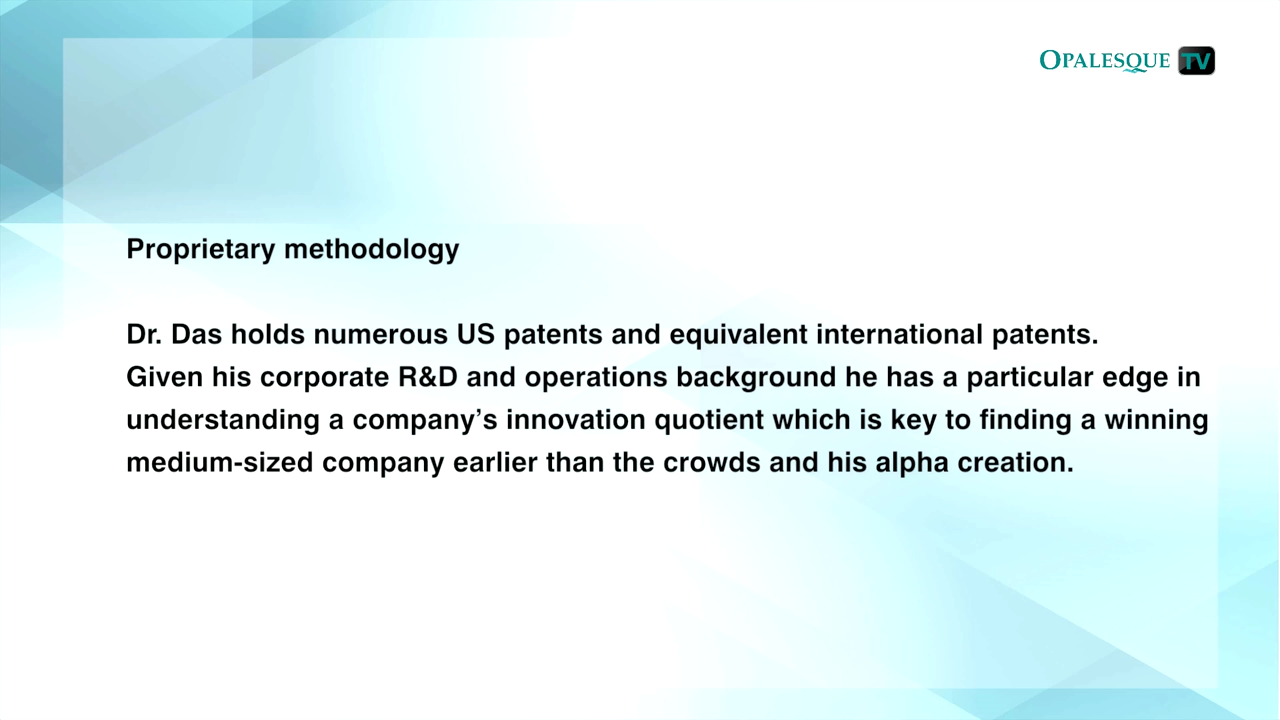 OPALESQUE TV
Proprietary methodology
Dr. Das holds numerous US patents and equivalent international patents.
Given his corporate R&D and operations background he has a particular edge in
understanding a company’s innovation quotient which is key to finding a winning
medium-sized company earlier than the crowds and his alpha creation.